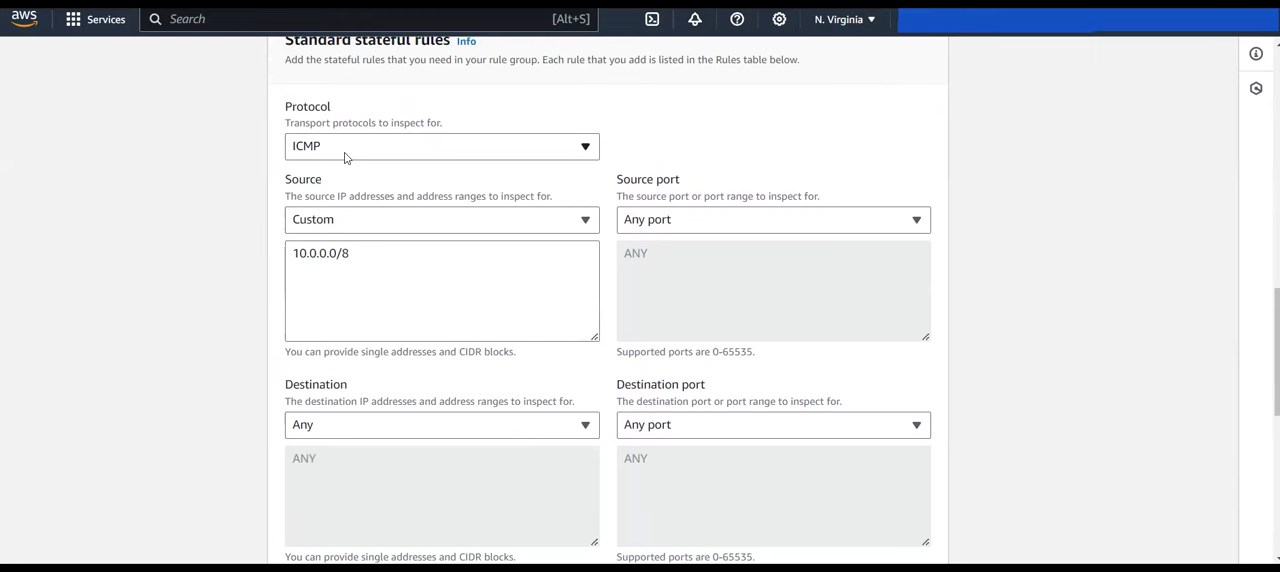 aws
Services
Search
[Alt+S]
N. Virginia
Standard stateful rules Info
Add the stateful rules that you need in your rule group. Each rule that you add is listed in the Rules table below.
Protocol
Transport protocols to inspect for.
ICMP
Source
The source IP addresses and address ranges to inspect for.
Custom
10.0.0.0/8
You can provide single addresses and CIDR blocks.
Source port
The source port or port range to inspect for.
Any port
ANY
Supported ports are 0-65535.
Destination
The destination IP addresses and address ranges to inspect for.
Any
ANY
You can provide single addresses and CIDR blocks.
Destination port
The destination port or port range to inspect for.
Any port
ANY
Supported ports are 0-65535.